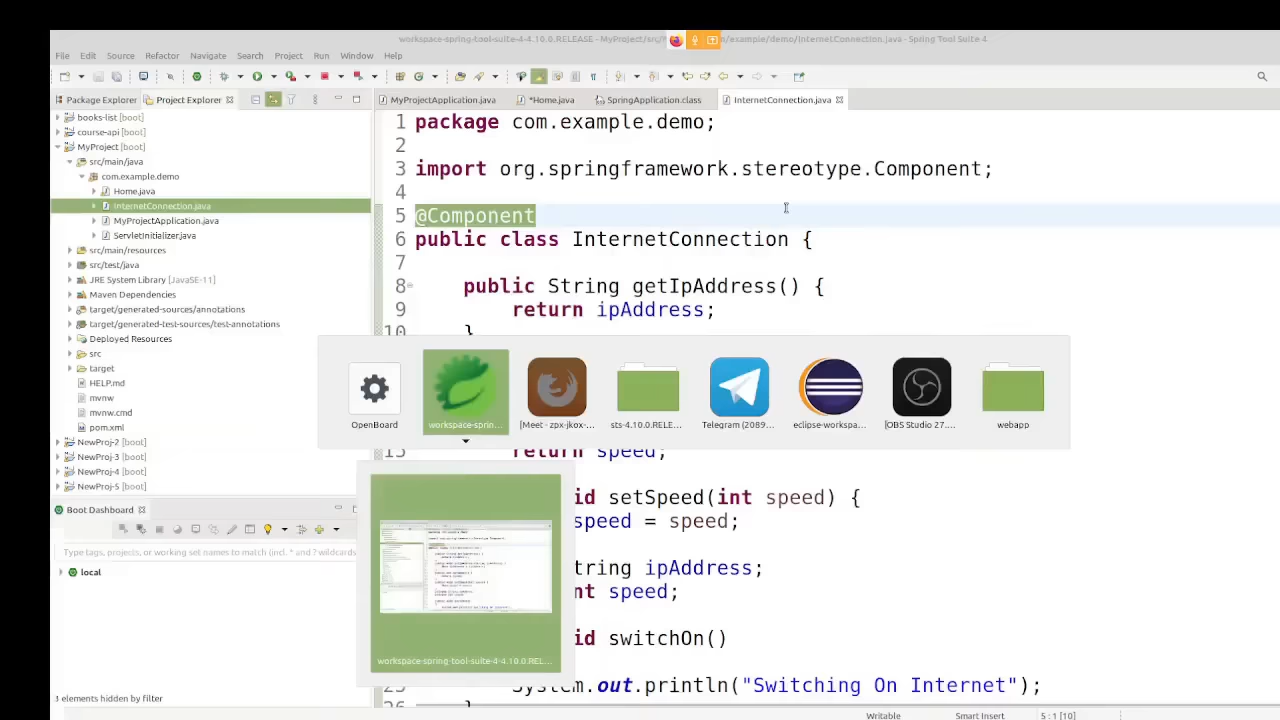 workspace-spring-tool-suite-4-4.10.0.RELEASE - MyProject/src/ /example/demo/InternetConnection.java - Spring Tool Suite 4
File Edit Source Refactor Navigate Search Project Run Window Help
Package Explorer Project Explorer
MyProjectApplication.java *Home.java SpringApplication.class InternetConnection.java
books-list [boot]
course-api [boot]
MyProject [boot]
src/main/java
com.example.demo
Home.java
InternetConnection.java
MyProjectApplication.java
ServletInitializer.java
src/main/resources
src/test/java
JRE System Library [JavaSE-11]
Maven Dependencies
target/generated-sources/annotations
target/generated-test-sources/test-annotations
Deployed Resources
src
target
HELP.md
mvnw
mvnw.cmd
pom.xml
NewProj-2 [boot]
NewProj-3 [boot]
NewProj-4 [boot]
NewProj-5 [boot]
Boot Dashboard
Type tags, projects, or working set names to match (incl. * and ? wildcards
local
3 elements hidden by filter
1 package com.example.demo;
2
3 import org.springframework.stereotype.Component;
4
5 @Component
6 public class InternetConnection {
7
8 public String getIpAddress() {
9 return ipAddress;
10 }
OpenBoard workspace-sprin... [Meet - zpx-jkox-... sts-4.10.0.RELE... Telegram (2089... eclipse-workspa... [OBS Studio 27.... webapp
15 return speed;
id setSpeed(int speed) {
speed = speed;
tring ipAddress;
nt speed;
id switchOn()
workspace-spring-tool-suite-4-4.10.0.REL...
25 System.out.println("Switching On Internet");
26 }
Writable Smart Insert 5 : 1 [10]